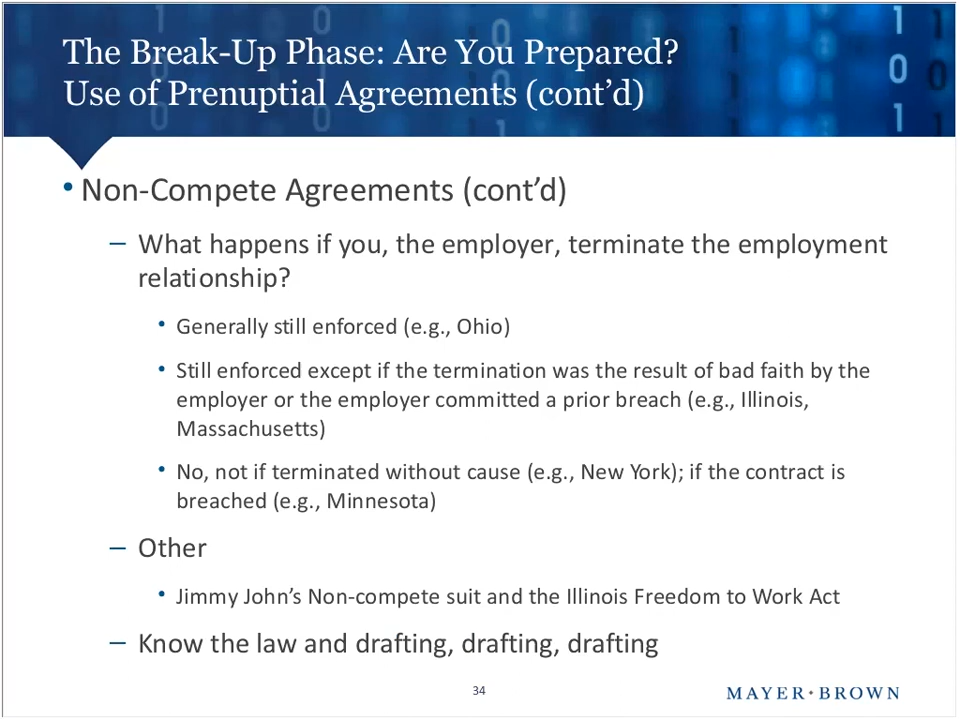 The Break-Up Phase: Are You Prepared?
Use of Prenuptial Agreements (cont’d)
• Non-Compete Agreements (cont’d)
– What happens if you, the employer, terminate the employment
relationship?
• Generally still enforced (e.g., Ohio)
• Still enforced except if the termination was the result of bad faith by the
employer or the employer committed a prior breach (e.g., Illinois,
Massachusetts)
• No, not if terminated without cause (e.g., New York); if the contract is
breached (e.g., Minnesota)
– Other
• Jimmy John’s Non-compete suit and the Illinois Freedom to Work Act
– Know the law and drafting, drafting, drafting
34
MAYER•BROWN